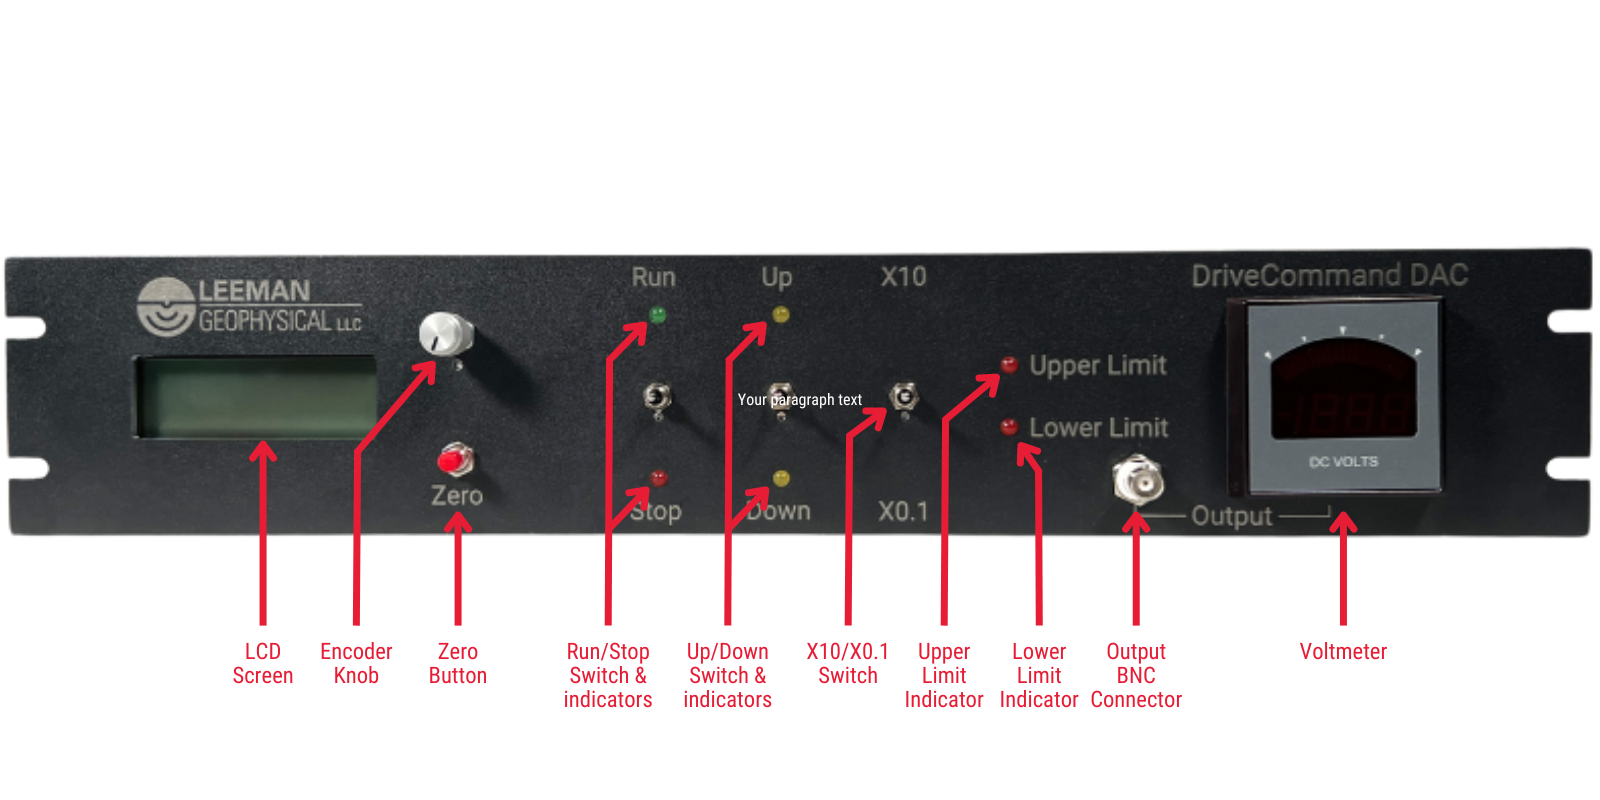 LEEMAN
GEOPHYSICAL LLC
Run
Up
X10
DriveCommand DAC
Upper Limit
Your paragraph text
Lower Limit
DC VOLTS
Zero
Stop
Down
X0.1
Output
LCD
Screen
Encoder
Knob
Zero
Button
Run/Stop
Switch &
indicators
Up/Down
Switch &
indicators
X10/X0.1
Switch
Upper
Limit
Indicator
Lower
Limit
Indicator
Output
BNC
Connector
Voltmeter